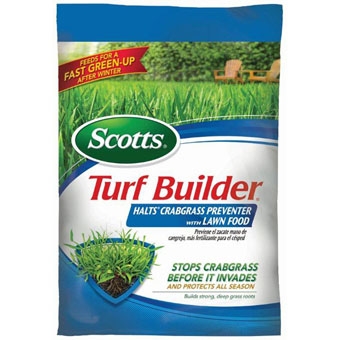 FEEDS FOR A
FAST GREEN-UP
AFTER WINTER
Scotts®
Turf Builder®
HALTS® CRABGRASS PREVENTER
WITH LAWN FOOD
Previene el zacate mano de
cangrejo, más fertilizante para el césped
STOPS CRABGRASS
BEFORE IT INVADES
AND PROTECTS ALL SEASON
Builds strong, deep grass roots